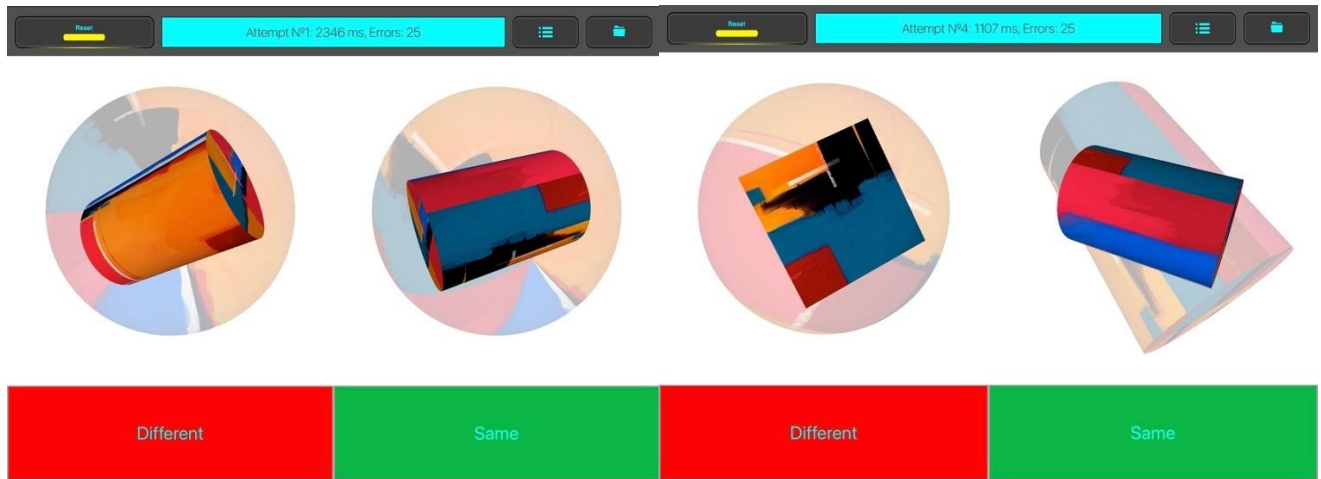 Reset
Attempt Nº1: 2346 ms, Errors: 25
Reset
Attempt Nº4: 1107 ms, Errors: 25
Different
Same
Different
Same